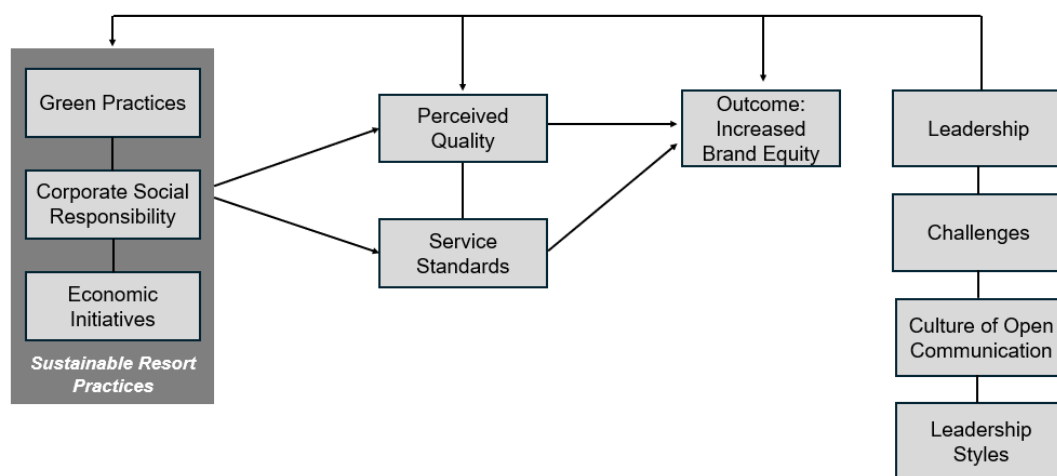 Green Practices
Corporate Social
Responsibility
Economic
Initiatives
Sustainable Resort
Practices
Perceived
Quality
Service
Standards
Outcome:
Increased
Brand Equity
Leadership
Challenges
Culture of Open
Communication
Leadership
Styles